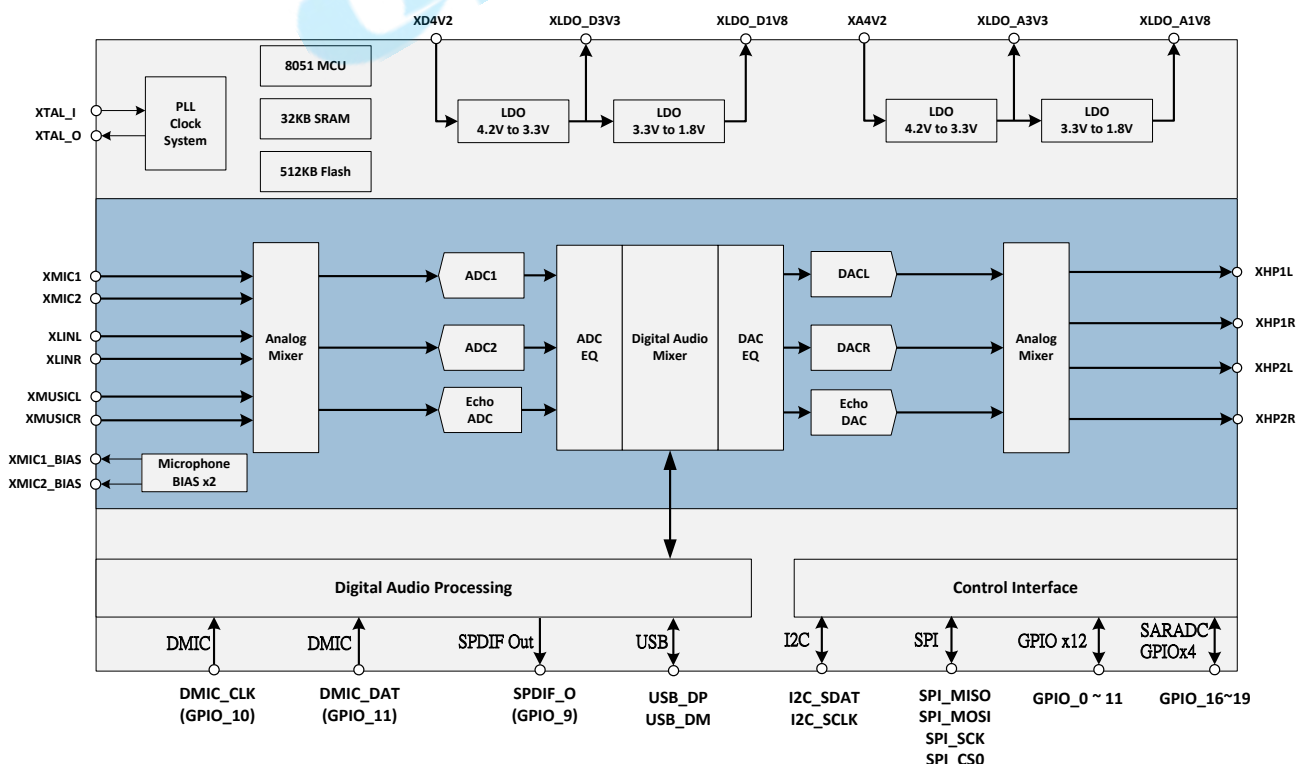 XD4V2
XLDO_D3V3
XLDO_D1V8
XA4V2
XLDO_A3V3
XLDO_A1V8
8051 MCU
32KB SRAM
512KB Flash
PLL
Clock
System
XTAL_I
XTAL_O
LDO
4.2V to 3.3V
LDO
3.3V to 1.8V
LDO
4.2V to 3.3V
LDO
3.3V to 1.8V
XMIC1
XMIC2
XLINL
XLINR
XMUSICL
XMUSICR
XMIC1_BIAS
XMIC2_BIAS
Analog
Mixer
Microphone
BIAS x2
ADC1
ADC2
Echo
ADC
ADC
EQ
Digital Audio
Mixer
DAC
EQ
DACL
DACR
Echo
DAC
Analog
Mixer
XHP1L
XHP1R
XHP2L
XHP2R
Digital Audio Processing
Control Interface
DMIC
DMIC
SPDIF Out
USB
I2C
SPI
GPIO x12
SARADC
GPIOx4
DMIC_CLK
(GPIO_10)
DMIC_DAT
(GPIO_11)
SPDIF_O
(GPIO_9)
USB_DP
USB_DM
I2C_SDAT
I2C_SCLK
SPI_MISO
SPI_MOSI
SPI_SCK
SPI_CS0
GPIO_0 ~ 11
GPIO_16~19